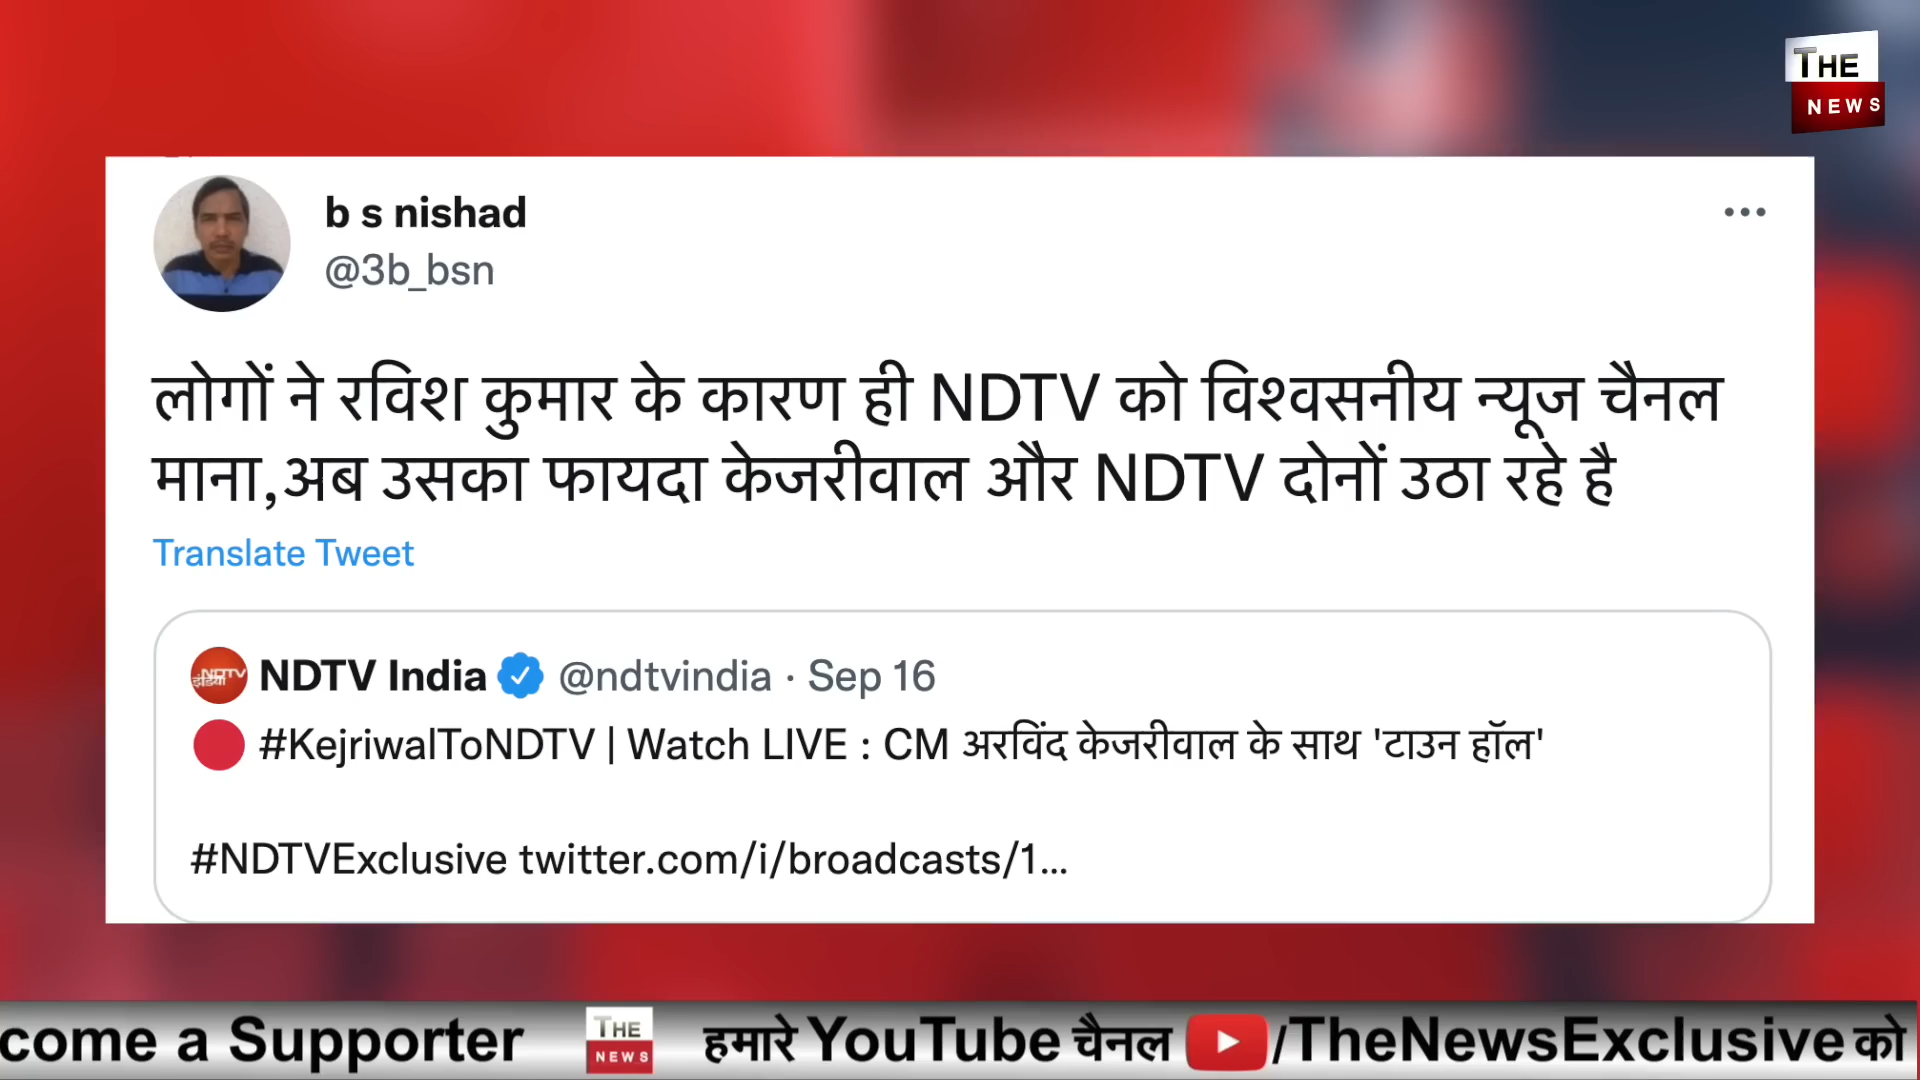 THE
NEWS
b s nishad
@3b_bsn
लोगों ने रविश कुमार के कारण ही NDTV को विश्वसनीय न्यूज चैनल
माना,अब उसका फायदा केजरीवाल और NDTV दोनों उठा रहे है
Translate Tweet
NDTV इंडिया
NDTV India @ndtvindia · Sep 16
#KejriwalToNDTV | Watch LIVE : CM अरविंद केजरीवाल के साथ 'टाउन हॉल'
#NDTVExclusive twitter.com/i/broadcasts/1…
come a Supporter THE NEWS हमारे YouTube चैनल /TheNewsExclusive को